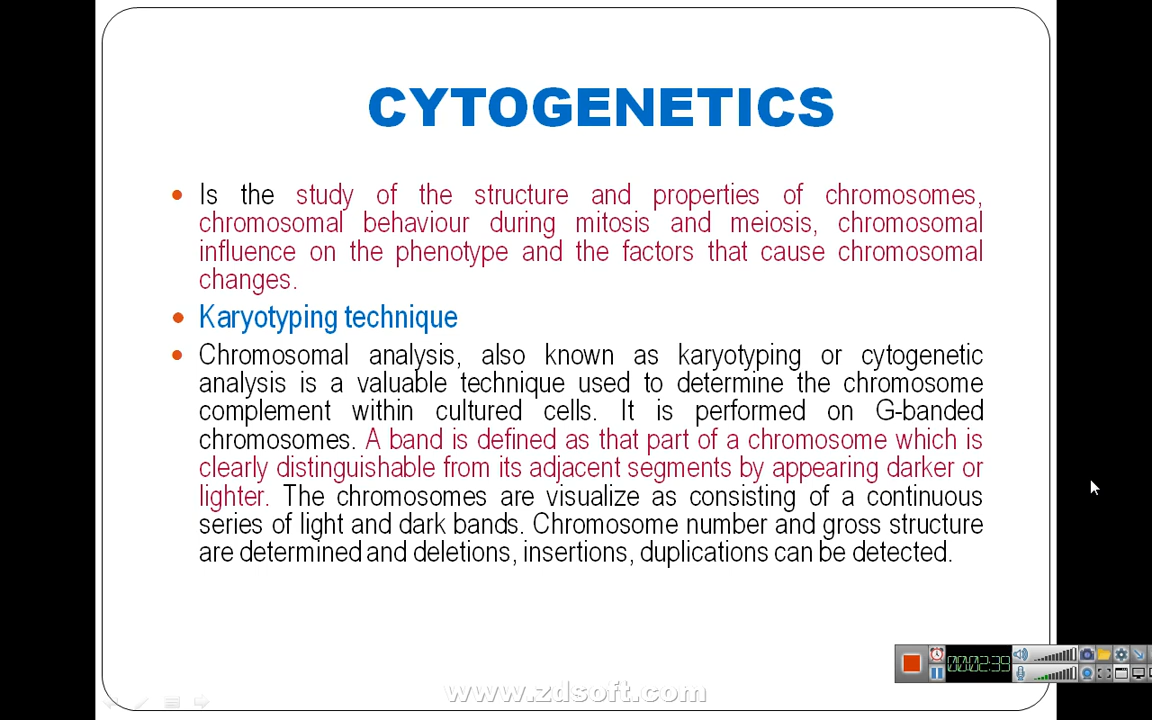 CYTOGENETICS
• Is the study of the structure and properties of chromosomes,
chromosomal behaviour during mitosis and meiosis, chromosomal
influence on the phenotype and the factors that cause chromosomal
changes.
• Karyotyping technique
• Chromosomal analysis, also known as karyotyping or cytogenetic
analysis is a valuable technique used to determine the chromosome
complement within cultured cells. It is performed on G-banded
chromosomes. A band is defined as that part of a chromosome which is
clearly distinguishable from its adjacent segments by appearing darker or
lighter. The chromosomes are visualize as consisting of a continuous
series of light and dark bands. Chromosome number and gross structure
are determined and deletions, insertions, duplications can be detected.
000:02:39
www.zdsoft.com